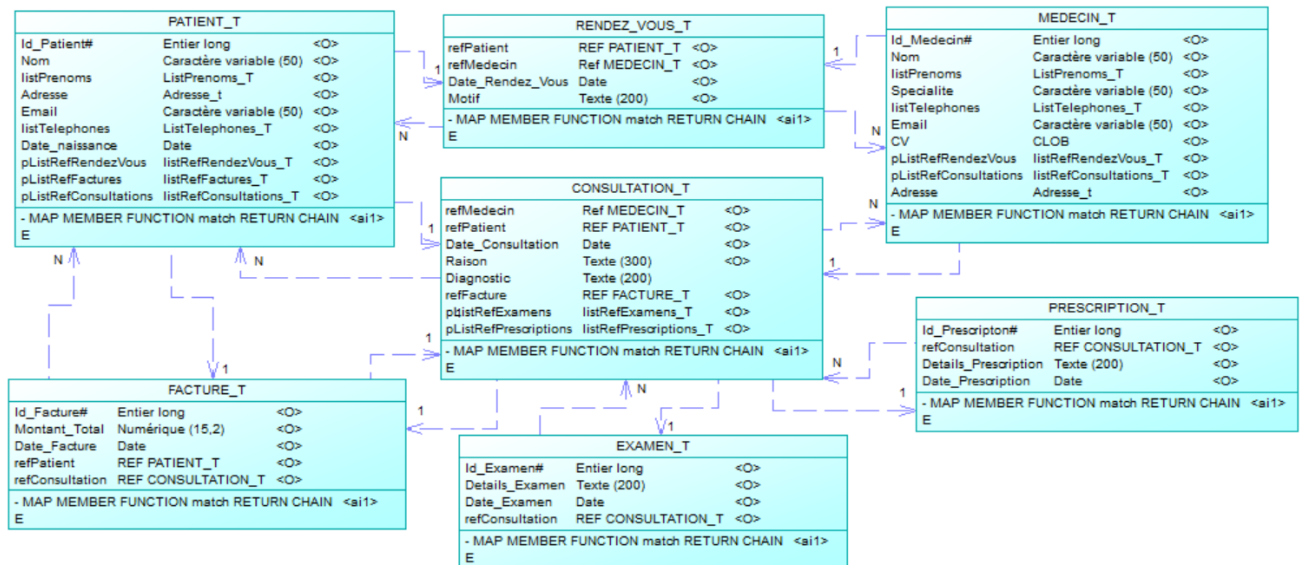 PATIENT_T
Id_Patient# Entier long <O>
Nom Caractère variable (50) <O>
listPrenoms ListPrenoms_T <O>
Adresse Adresse_t <O>
Email Caractère variable (50) <O>
listTelephones ListTelephones_T <O>
Date_naissance Date <O>
pListRefRendezVous listRefRendezVous_T <O>
pListRefFactures listRefFactures_T <O>
pListRefConsultations listRefConsultations_T <O>
- MAP MEMBER FUNCTION match RETURN CHAIN <ai1>
E
RENDEZ_VOUS_T
refPatient REF PATIENT_T <O>
refMedecin Ref MEDECIN_T <O>
Date_Rendez_Vous Date <O>
Motif Texte (200) <O>
- MAP MEMBER FUNCTION match RETURN CHAIN <ai1>
E
MEDECIN_T
Id_Medecin# Entier long <O>
Nom Caractère variable (50) <O>
listPrenoms ListPrenoms_T <O>
Specialite Caractère variable (50) <O>
listTelephones ListTelephones_T <O>
Email Caractère variable (50) <O>
CV CLOB <O>
pListRefRendezVous listRefRendezVous_T <O>
pListRefConsultations listRefConsultations_T <O>
Adresse Adresse_t <O>
- MAP MEMBER FUNCTION match RETURN CHAIN <ai1>
E
1
1
N
N
CONSULTATION_T
refMedecin Ref MEDECIN_T <O>
refPatient REF PATIENT_T <O>
Date_Consultation Date <O>
Raison Texte (300) <O>
Diagnostic Texte (200)
refFacture REF FACTURE_T <O>
pListRefExamens listRefExamens_T <O>
pListRefPrescriptions listRefPrescriptions_T <O>
- MAP MEMBER FUNCTION match RETURN CHAIN <ai1>
E
1
N
N
N
1
PRESCRIPTION_T
Id_Prescripton# Entier long <O>
refConsultation REF CONSULTATION_T <O>
Details_Prescription Texte (200) <O>
Date_Prescription Date <O>
- MAP MEMBER FUNCTION match RETURN CHAIN <ai1>
E
1
N
1
1
1
N
1
FACTURE_T
Id_Facture# Entier long <O>
Montant_Total Numérique (15,2) <O>
Date_Facture Date <O>
refPatient REF PATIENT_T <O>
refConsultation REF CONSULTATION_T <O>
- MAP MEMBER FUNCTION match RETURN CHAIN <ai1>
E
EXAMEN_T
Id_Examen# Entier long <O>
Details_Examen Texte (200) <O>
Date_Examen Date <O>
refConsultation REF CONSULTATION_T <O>
- MAP MEMBER FUNCTION match RETURN CHAIN <ai1>
E